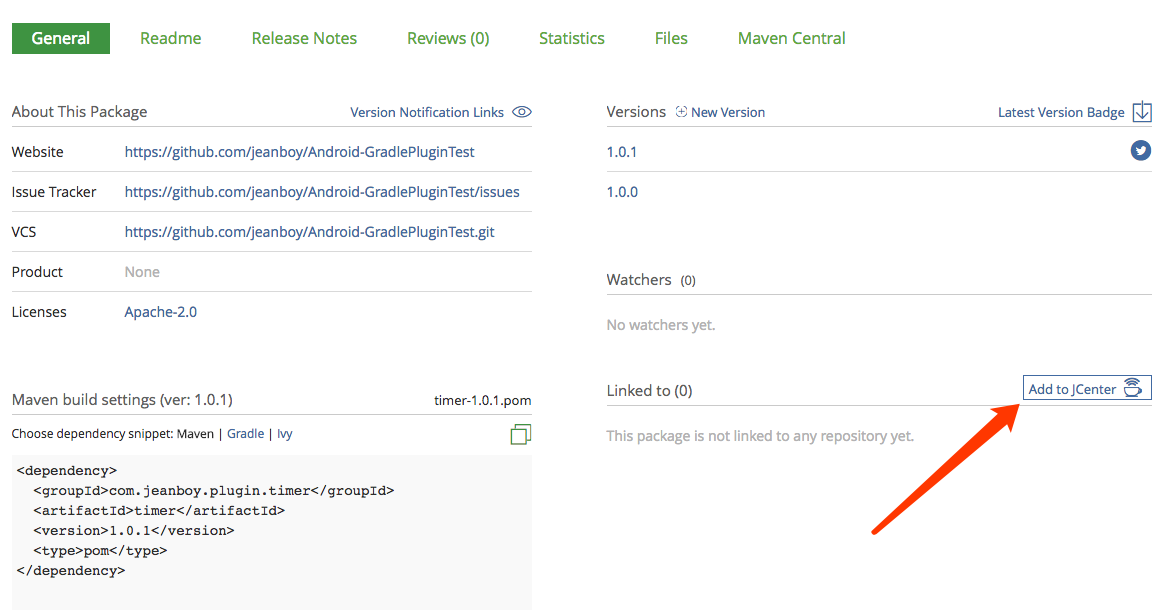 General Readme Release Notes Reviews (0) Statistics Files Maven Central
About This Package Version Notification Links
Website https://github.com/jeanboy/Android-GradlePluginTest
Issue Tracker https://github.com/jeanboy/Android-GradlePluginTest/issues
VCS https://github.com/jeanboy/Android-GradlePluginTest.git
Product None
Licenses Apache-2.0
Maven build settings (ver: 1.0.1) timer-1.0.1.pom
Choose dependency snippet: Maven | Gradle | Ivy
<dependency>
  <groupId>com.jeanboy.plugin.timer</groupId>
  <artifactId>timer</artifactId>
  <version>1.0.1</version>
  <type>pom</type>
</dependency>
Versions New Version Latest Version Badge
1.0.1
1.0.0
Watchers (0)
No watchers yet.
Linked to (0) Add to JCenter
This package is not linked to any repository yet.